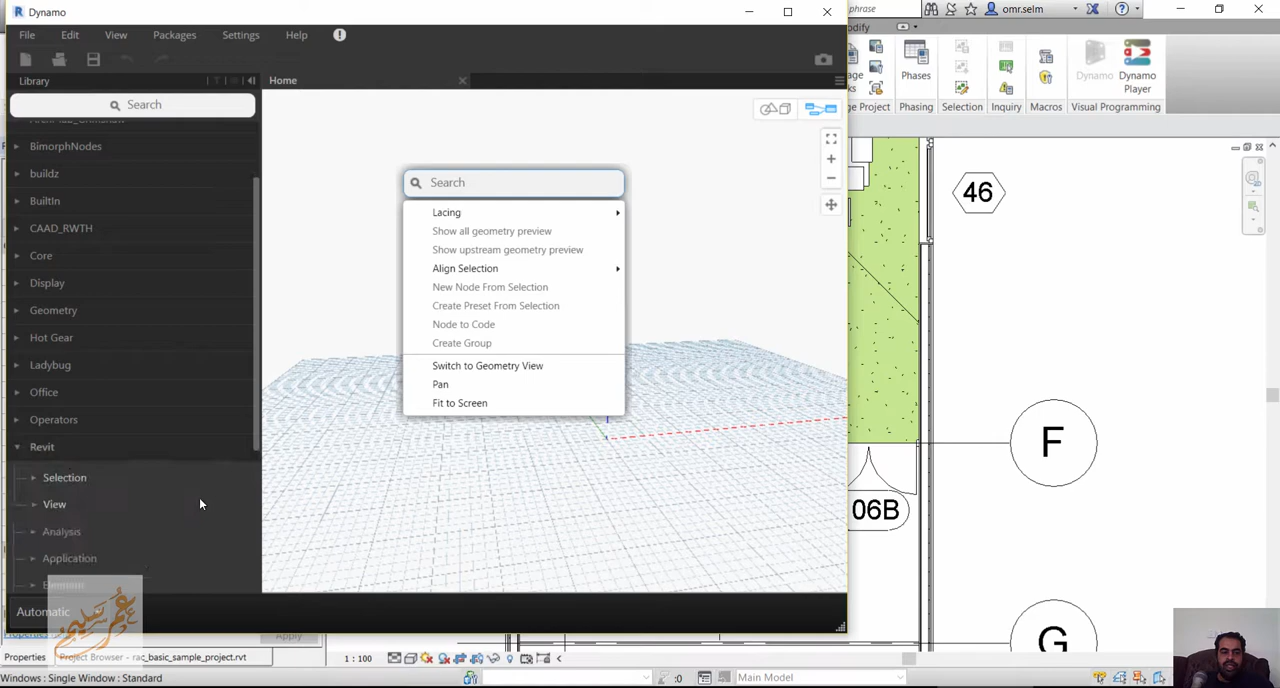 Dynamo
File Edit View Packages Settings Help
Library
Home
Search
BimorphNodes
buildz
BuiltIn
CAAD_RWTH
Core
Display
Geometry
Hot Gear
Ladybug
Office
Operators
Revit
Selection
View
Analysis
Application
Automatic
Search
Lacing
Show all geometry preview
Show upstream geometry preview
Align Selection
New Node From Selection
Create Preset From Selection
Node to Code
Create Group
Switch to Geometry View
Pan
Fit to Screen
phrase
omr.selm
Phases
Dynamo
Dynamo Player
Phasing Selection Inquiry Macros Visual Programming
46
F
06B
G
Apply
Properties Project Browser - rac_basic_sample_project.rvt
1 : 100
Windows : Single Window : Standard
:0
Main Model
عمر سليم